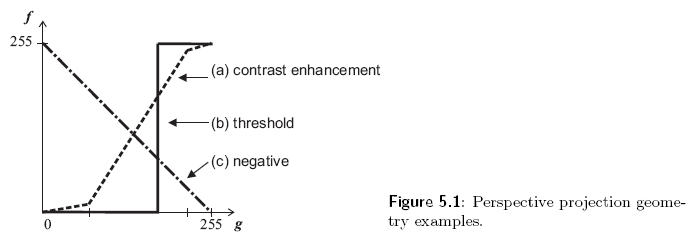 f
255
(a) contrast enhancement
(b) threshold
(c) negative
0
255 g
Figure 5.1: Perspective projection geome-
try examples.